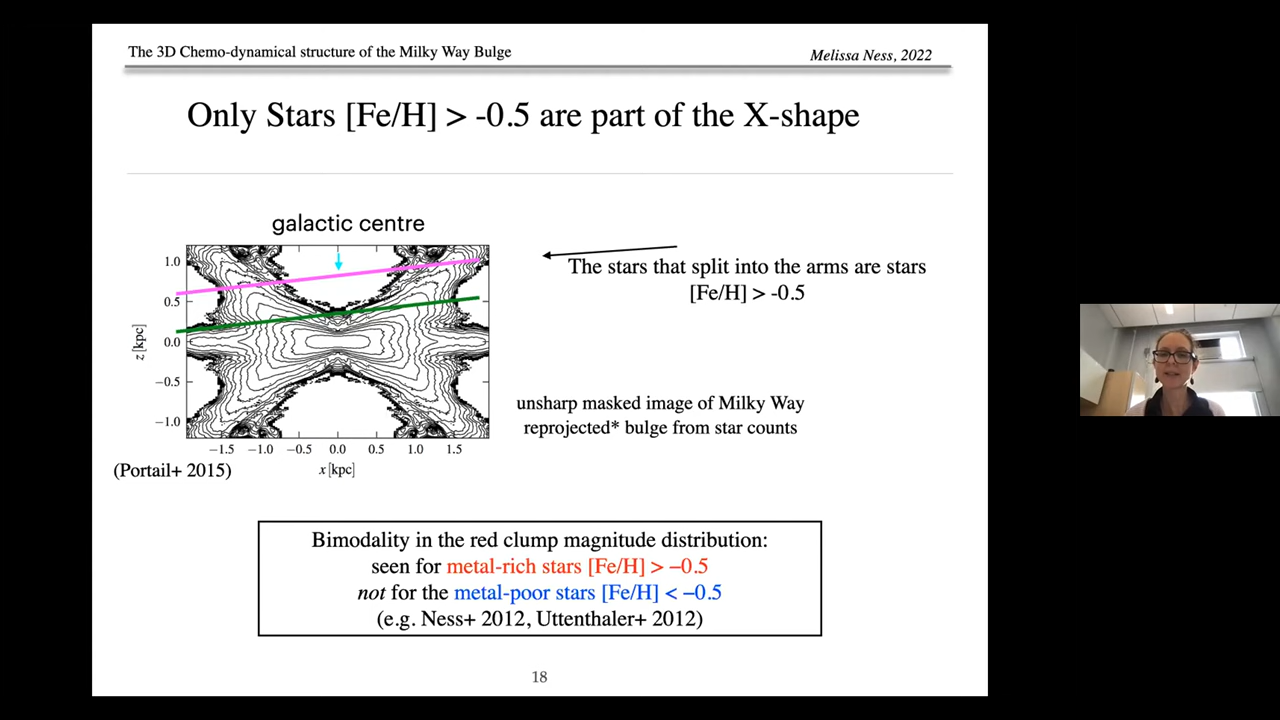 The 3D Chemo-dynamical structure of the Milky Way Bulge
Melissa Ness, 2022
Only Stars [Fe/H] > -0.5 are part of the X-shape
galactic centre
1.0
0.5
0.0
−0.5
−1.0
z [kpc]
−1.5 −1.0 −0.5 0.0 0.5 1.0 1.5
x [kpc]
(Portail+ 2015)
The stars that split into the arms are stars
[Fe/H] > -0.5
unsharp masked image of Milky Way
reprojected* bulge from star counts
Bimodality in the red clump magnitude distribution:
seen for metal-rich stars [Fe/H] > −0.5
not for the metal-poor stars [Fe/H] < −0.5
(e.g. Ness+ 2012, Uttenthaler+ 2012)
18